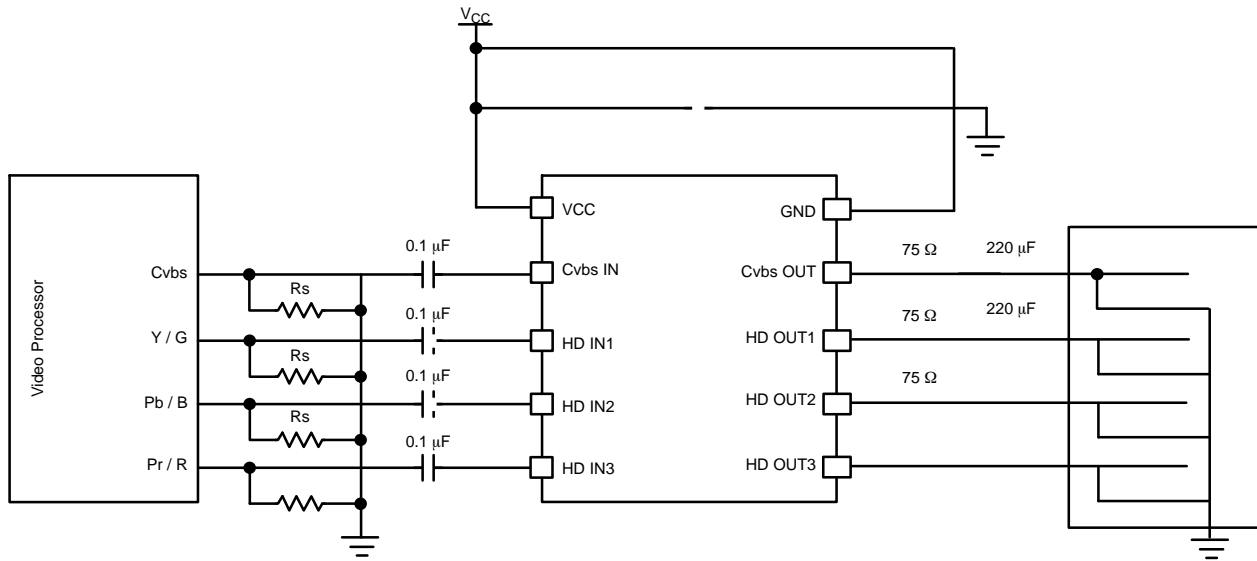 VCC
VCC
GND
0.1 μF
75 Ω
220 μF
Cvbs
Cvbs IN
Cvbs OUT
Rs
0.1 μF
75 Ω
220 μF
Y / G
HD IN1
HD OUT1
Rs
0.1 μF
75 Ω
Video Processor
Pb / B
HD IN2
HD OUT2
Rs
0.1 μF
Pr / R
HD IN3
HD OUT3